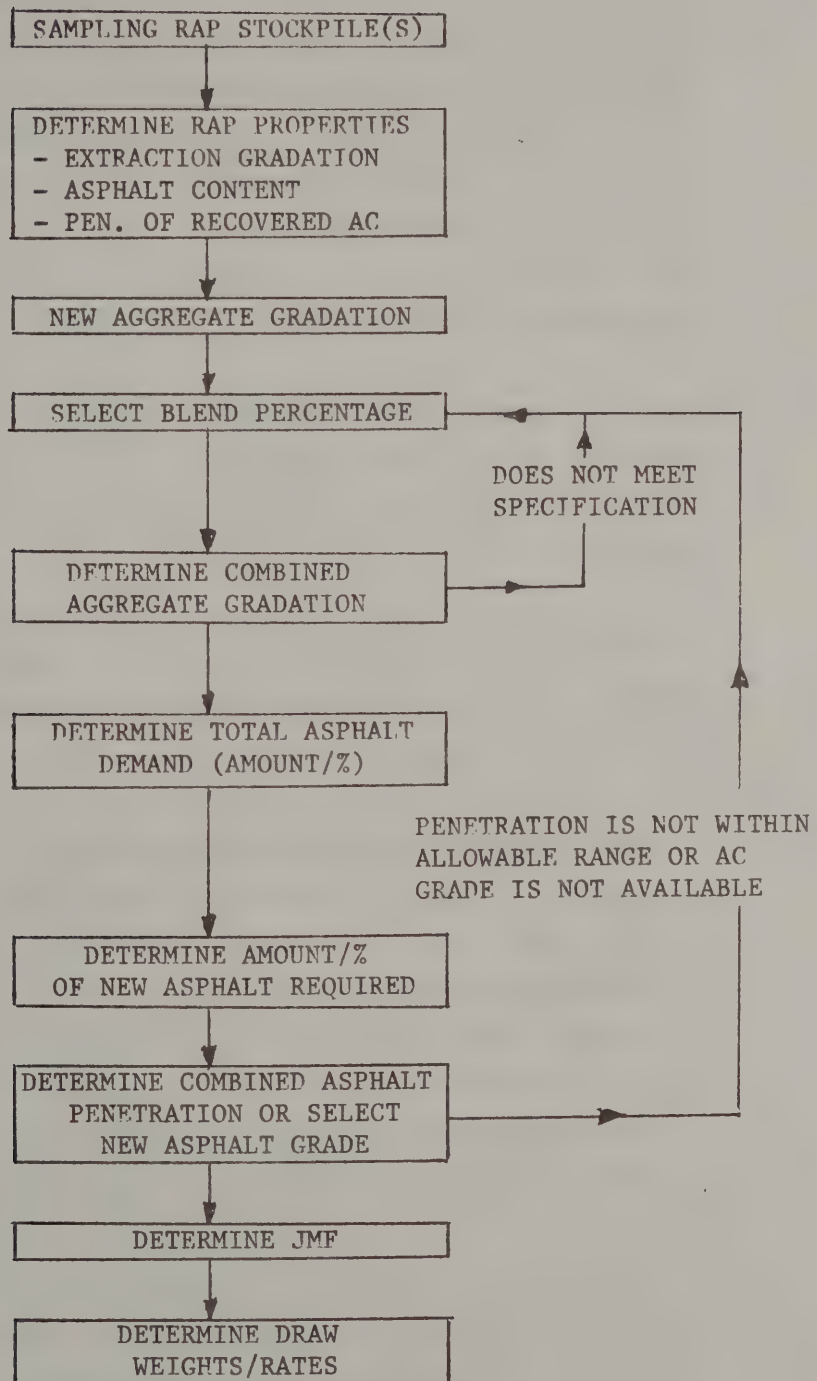 SAMPLING RAP STOCKPILE(S)
DETERMINE RAP PROPERTIES
- EXTRACTION GRADATION
- ASPHALT CONTENT
- PEN. OF RECOVERED AC
NEW AGGREGATE GRADATION
SELECT BLEND PERCENTAGE
DOES NOT MEET
SPECIFICATION
DETERMINE COMBINED
AGGREGATE GRADATION
DETERMINE TOTAL ASPHALT
DEMAND (AMOUNT/%)
PENETRATION IS NOT WITHIN
ALLOWABLE RANGE OR AC
GRADE IS NOT AVAILABLE
DETERMINE AMOUNT/%
OF NEW ASPHALT REQUIRED
DETERMINE COMBINED ASPHALT
PENETRATION OR SELECT
NEW ASPHALT GRADE
DETERMINE JMF
DETERMINE DRAW
WEIGHTS/RATES